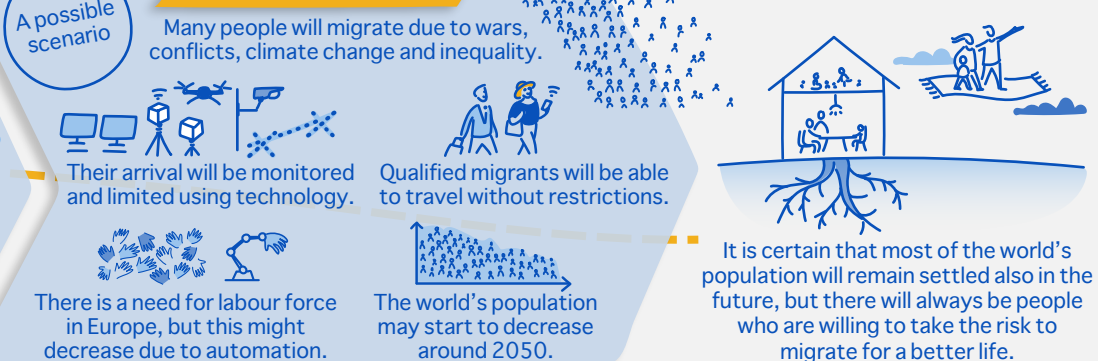 A possible
scenario
Many people will migrate due to wars,
conflicts, climate change and inequality.
Their arrival will be monitored
and limited using technology.
Qualified migrants will be able
to travel without restrictions.
There is a need for labour force
in Europe, but this might
decrease due to automation.
The world's population
may start to decrease
around 2050.
It is certain that most of the world's
population will remain settled also in the
future, but there will always be people
who are willing to take the risk to
migrate for a better life.